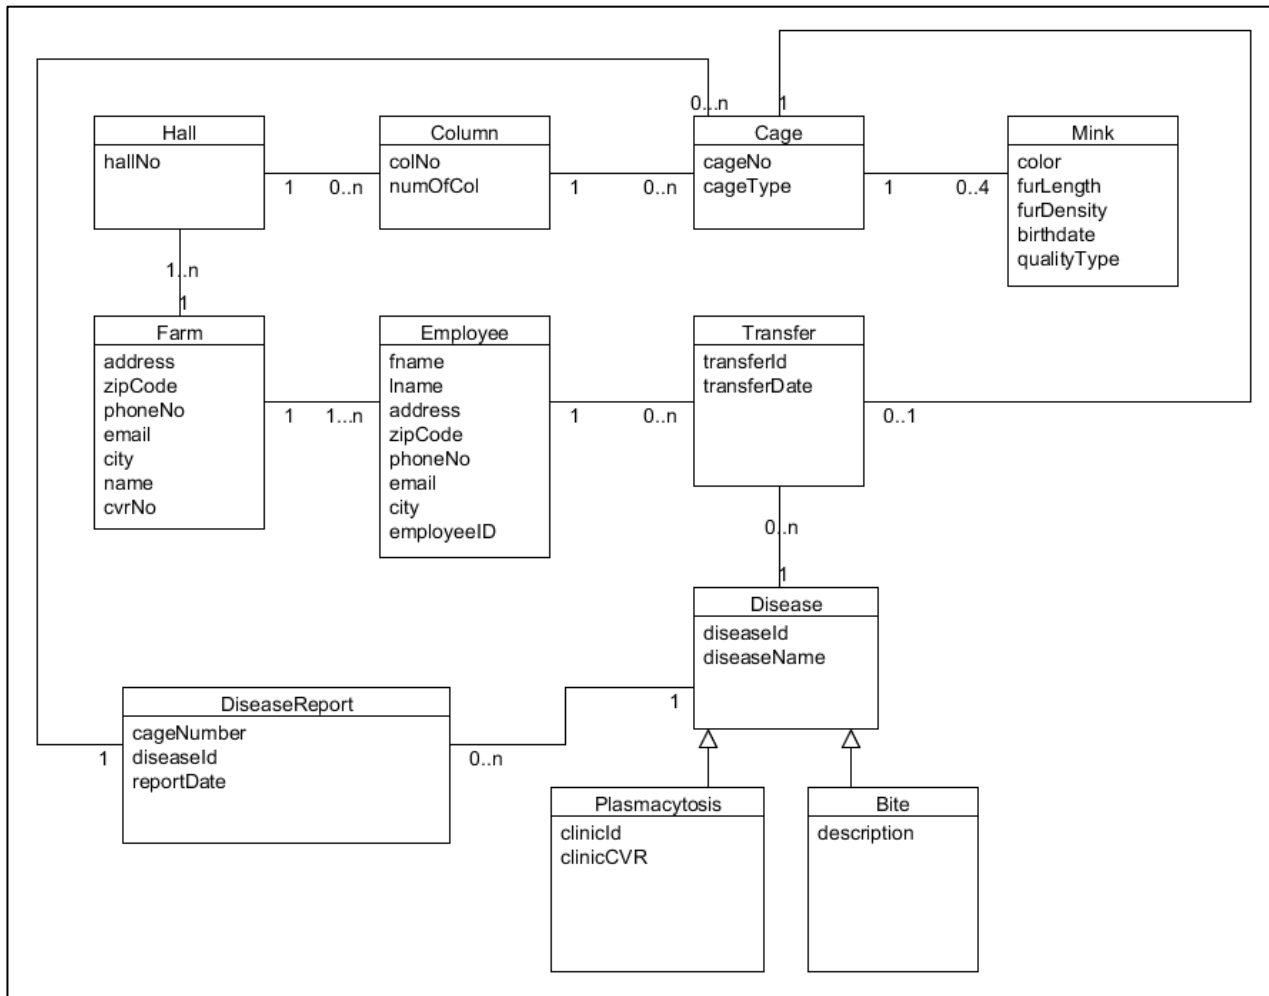 0...n
1
Hall
hallNo
1
0..n
Column
colNo
numOfCol
1
0..n
Cage
cageNo
cageType
1
0..4
Mink
color
furLength
furDensity
birthdate
qualityType
1..n
1
Farm
address
zipCode
phoneNo
email
city
name
cvrNo
1
1...n
Employee
fname
lname
address
zipCode
phoneNo
email
city
employeeID
1
0..n
Transfer
transferId
transferDate
0..1
0..n
1
Disease
diseaseId
diseaseName
1
DiseaseReport
cageNumber
diseaseId
reportDate
1
0..n
Plasmacytosis
clinicId
clinicCVR
Bite
description